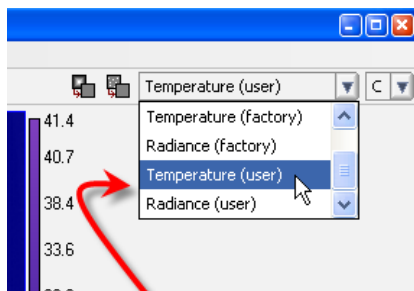 Temperature (user)
C
Temperature (factory)
Radiance (factory)
Temperature (user)
Radiance (user)
41.4
40.7
38.4
33.6